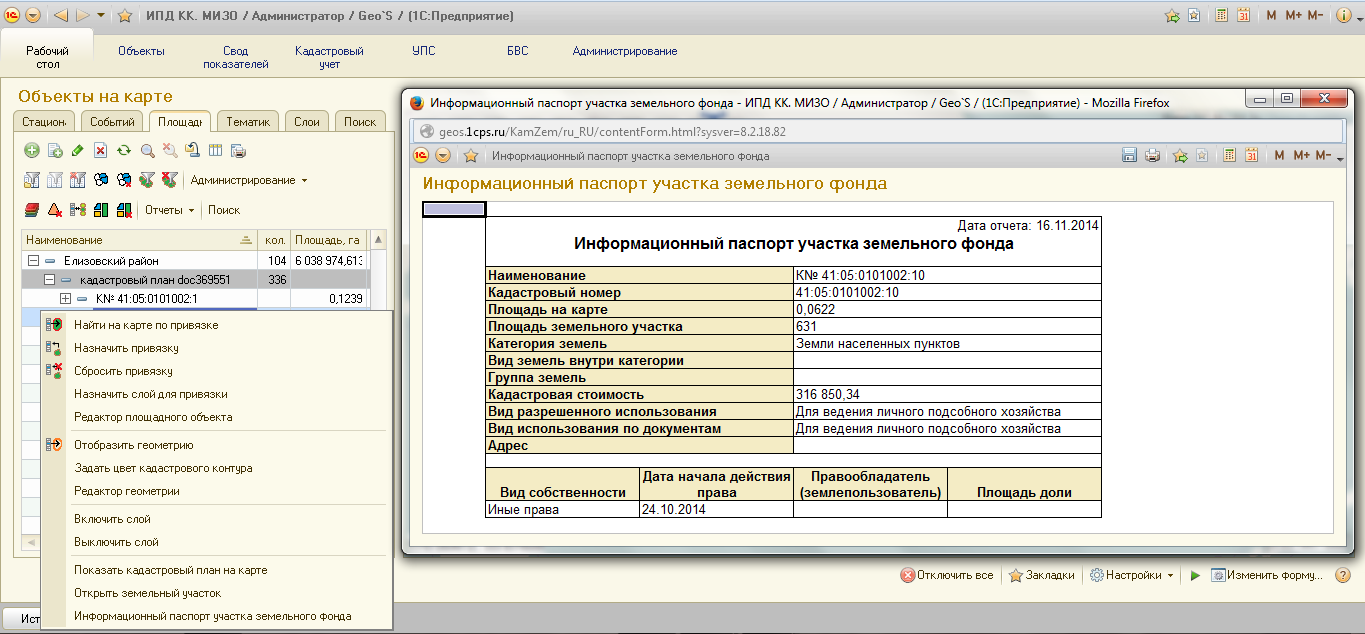 ИПД КК. МИЗО / Администратор / Geo`S / (1С:Предприятие)
M M+ M-
Рабочий стол
Объекты
Свод показателей
Кадастровый учет
УПС
БВС
Администрирование
Объекты на карте
Стацион
Событий
Площадь
Тематик
Слои
Поиск
Администрирование
Отчеты
Поиск
Наименование кол. Площадь, га
Елизовский район 104 6 038 974,613
кадастровый план doc369551 336
К№ 41:05:0101002:1 0,1239
Найти на карте по привязке
Назначить привязку
Сбросить привязку
Назначить слой для привязки
Редактор площадного объекта
Отобразить геометрию
Задать цвет кадастрового контура
Редактор геометрии
Включить слой
Выключить слой
Показать кадастровый план на карте
Открыть земельный участок
Информационный паспорт участка земельного фонда
Ист
Информационный паспорт участка земельного фонда - ИПД КК. МИЗО / Администратор / Geo`S / (1С:Предприятие) - Mozilla Firefox
geos.1cps.ru/KamZem/ru_RU/contentForm.html?sysver=8.2.18.82
Информационный паспорт участка земельного фонда
31 M M+ M-
Информационный паспорт участка земельного фонда
Дата отчета: 16.11.2014
Информационный паспорт участка земельного фонда
Наименование К№ 41:05:0101002:10
Кадастровый номер 41:05:0101002:10
Площадь на карте 0,0622
Площадь земельного участка 631
Категория земель Земли населенных пунктов
Вид земель внутри категории
Группа земель
Кадастровая стоимость 316 850,34
Вид разрешенного использования Для ведения личного подсобного хозяйства
Вид использования по документам Для ведения личного подсобного хозяйства
Адрес
Вид собственности
Дата начала действия права
Правообладатель (землепользователь)
Площадь доли
Иные права 24.10.2014
Отключить все
Закладки
Настройки
Изменить форму...